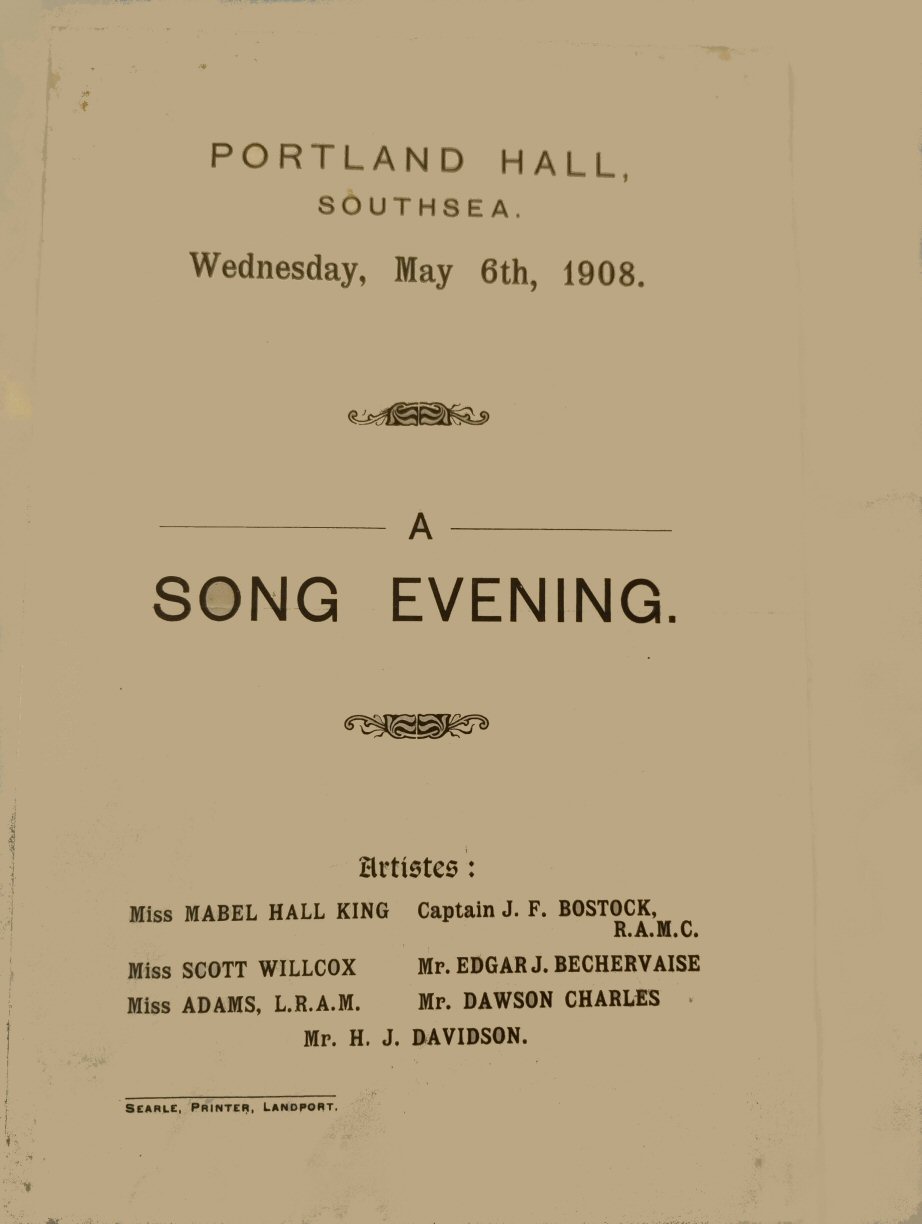 PORTLAND HALL,
SOUTHSEA.
Wednesday, May 6th, 1908.
A
SONG EVENING.
Artistes :
Miss MABEL HALL KING Captain J. F. BOSTOCK,
R.A.M.C.
Miss SCOTT WILLCOX Mr. EDGAR J. BECHERVAISE
Miss ADAMS, L.R.A.M. Mr. DAWSON CHARLES
Mr. H. J. DAVIDSON.
SEARLE, PRINTER, LANDPORT.